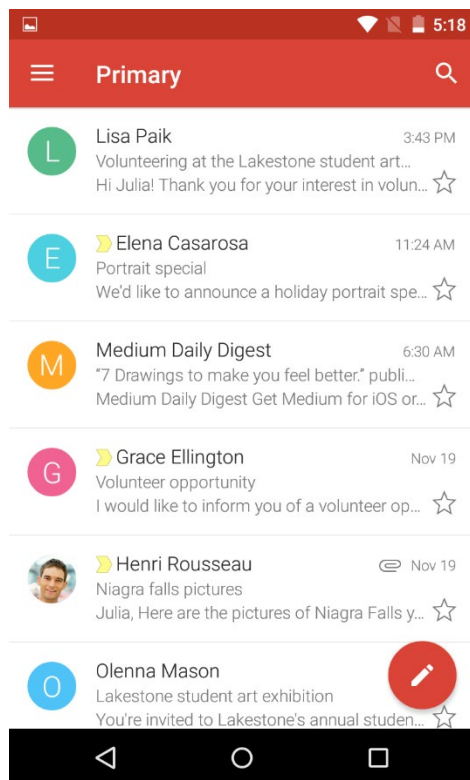 5:18
Primary
L
Lisa Paik 3:43 PM
Volunteering at the Lakestone student art...
Hi Julia! Thank you for your interest in volun...
E
Elena Casarosa 11:24 AM
Portrait special
We'd like to announce a holiday portrait spe...
M
Medium Daily Digest 6:30 AM
“7 Drawings to make you feel better.” publi...
Medium Daily Digest Get Medium for iOS or...
G
Grace Ellington Nov 19
Volunteer opportunity
I would like to inform you of a volunteer op...
Henri Rousseau Nov 19
Niagra falls pictures
Julia, Here are the pictures of Niagra Falls y...
O
Olenna Mason
Lakestone student art exhibition
You're invited to Lakestone's annual studen...